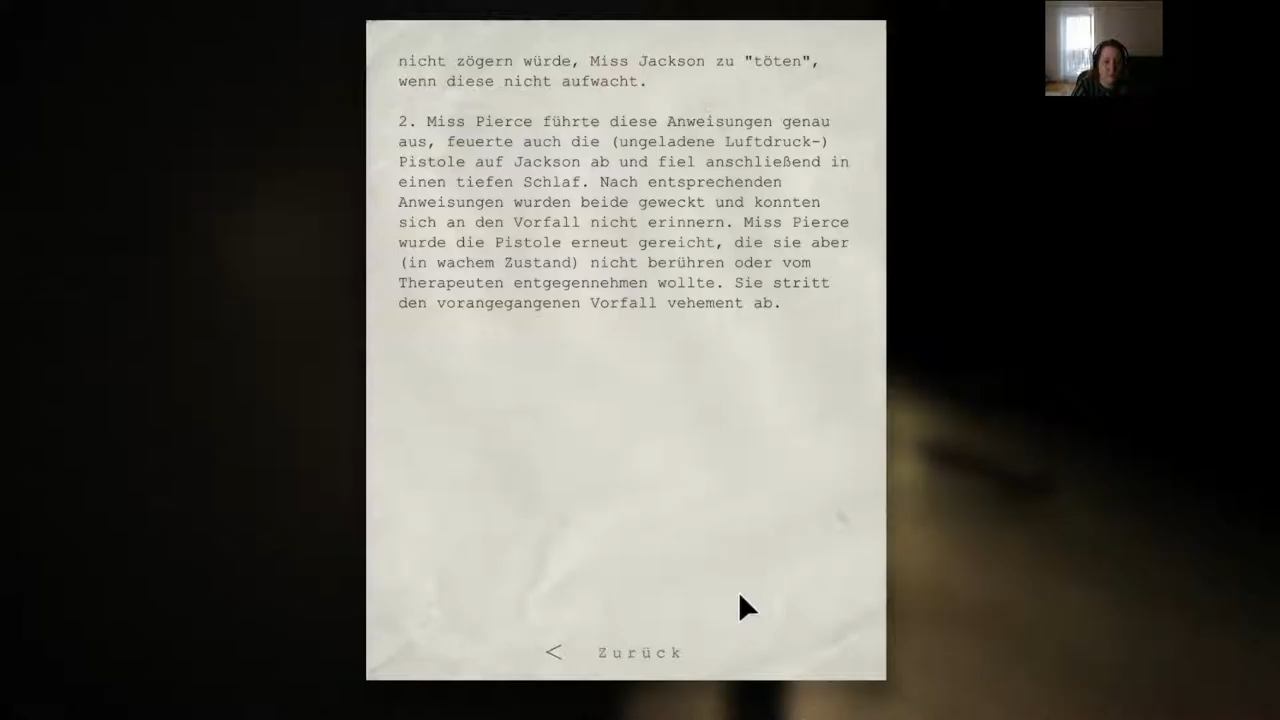 nicht zögern würde, Miss Jackson zu "töten",
wenn diese nicht aufwacht.
2. Miss Pierce führte diese Anweisungen genau
aus, feuerte auch die (ungeladene Luftdruck-)
Pistole auf Jackson ab und fiel anschließend in
einen tiefen Schlaf. Nach entsprechenden
Anweisungen wurden beide geweckt und konnten
sich an den Vorfall nicht erinnern. Miss Pierce
wurde die Pistole erneut gereicht, die sie aber
(in wachem Zustand) nicht berühren oder vom
Therapeuten entgegennehmen wollte. Sie stritt
den vorangegangenen Vorfall vehement ab.
< Zurück